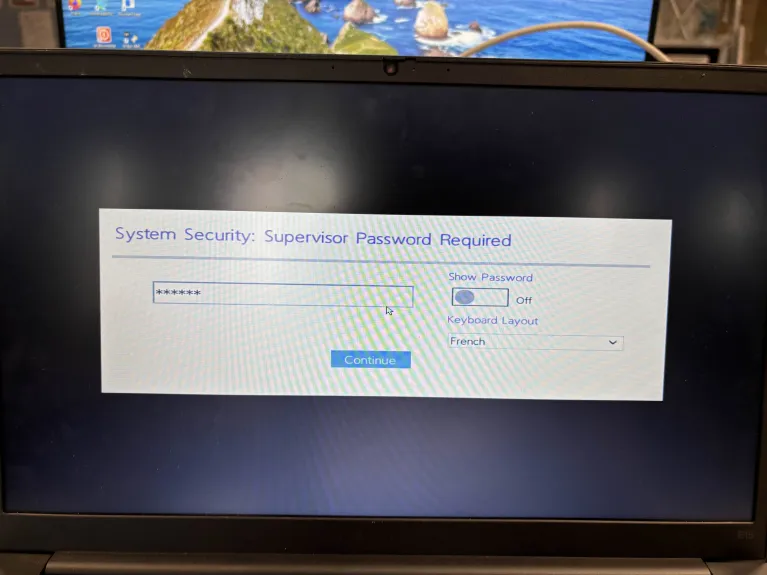 System Security: Supervisor Password Required
Show Password
******
Off
Keyboard Layout
French
Continue